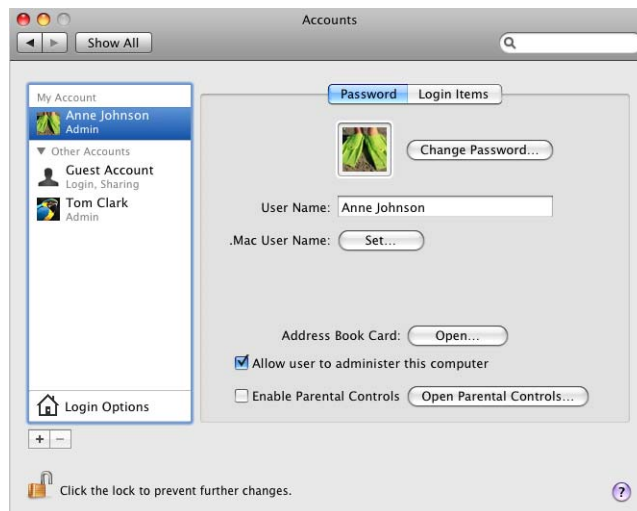 Accounts
Show All
My Account
Anne Johnson
Admin
Other Accounts
Guest Account
Login, Sharing
Tom Clark
Admin
Login Options
Password Login Items
Change Password...
User Name: Anne Johnson
.Mac User Name: Set...
Address Book Card: Open...
Allow user to administer this computer
Enable Parental Controls Open Parental Controls...
+ −
Click the lock to prevent further changes. ?